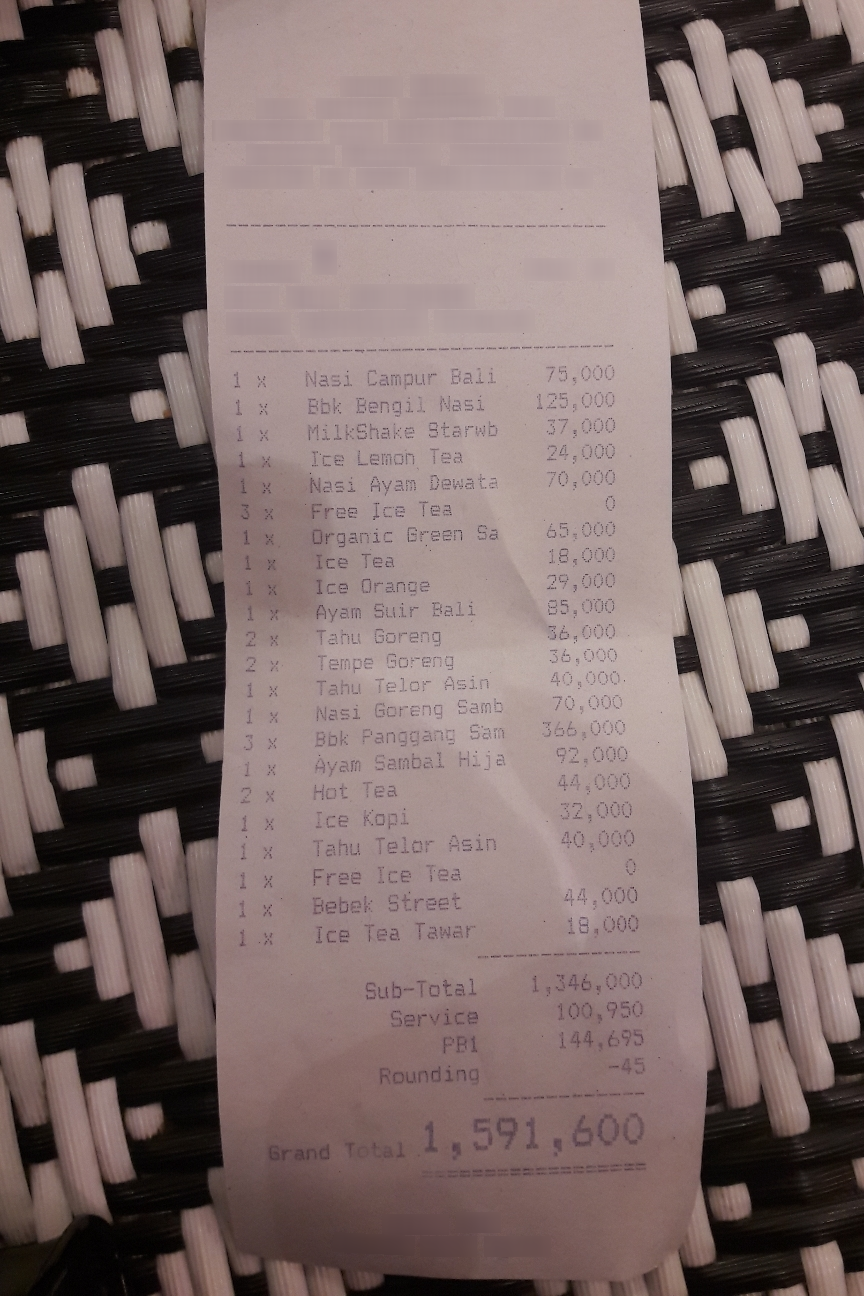 1 x Nasi Campur Bali 75,000
1 x Bbk Bengil Nasi 125,000
1 x MilkShake Starwb 37,000
1 x Ice Lemon Tea 24,000
1 x Nasi Ayam Dewata 70,000
3 x Free Ice Tea 0
1 x Organic Green Sa 65,000
1 x Ice Tea 18,000
1 x Ice Orange 29,000
1 x Ayam Suir Bali 85,000
2 x Tahu Goreng 36,000
2 x Tempe Goreng 36,000
1 x Tahu Telor Asin 40,000
1 x Nasi Goreng Samb 70,000
3 x Bbk Panggang Sam 366,000
1 x Ayam Sambal Hija 92,000
2 x Hot Tea 44,000
1 x Ice Kopi 32,000
1 x Tahu Telor Asin 40,000
1 x Free Ice Tea 0
1 x Bebek Street 44,000
1 x Ice Tea Tawar 18,000
Sub-Total 1,346,000
Service 100,950
PB1 144,695
Rounding -45
Grand Total 1,591,600